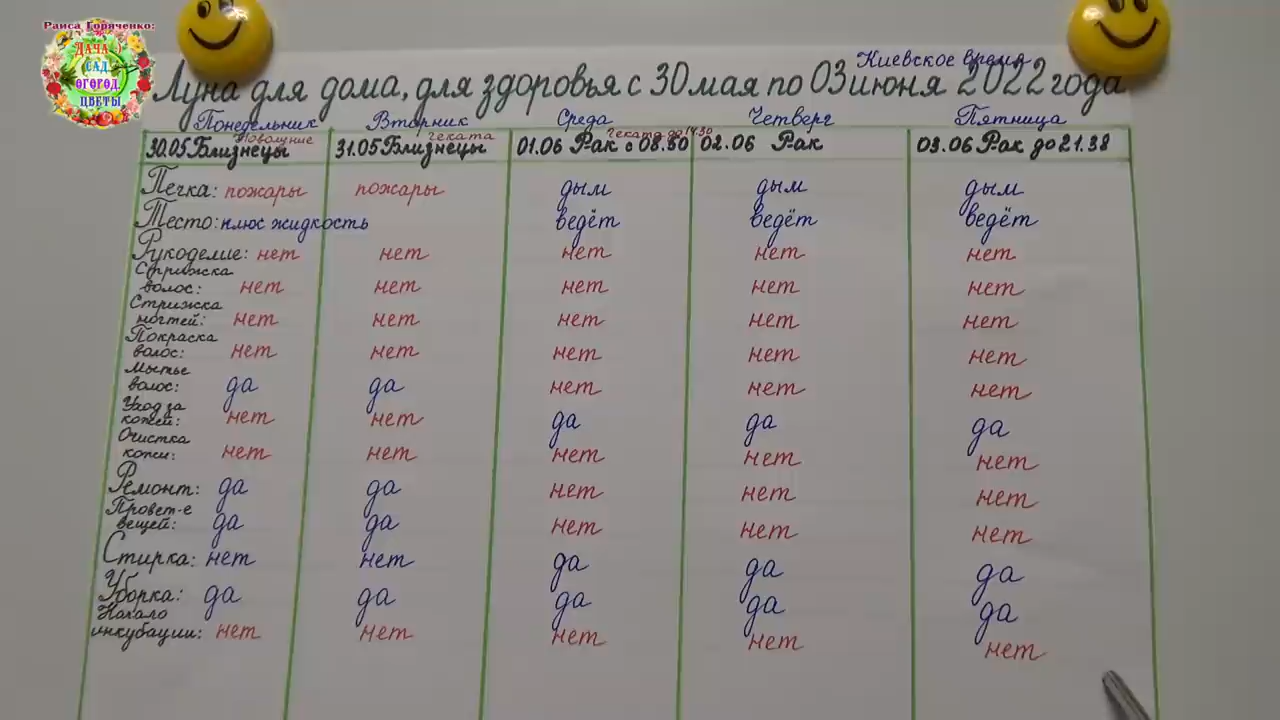 Раиса Горяченко:
ДАЧА :)
САД,
ОГОРОД,
ЦВЕТЫ
Киевское время
Луна для дома, для здоровья с 30 мая по 03 июня 2022 года
Понедельник Вторник Среда Четверг Пятница
Новолуние Геката Геката до 14.30
30.05 Близнецы 31.05 Близнецы 01.06 Рак с 08.50 02.06 Рак 03.06 Рак до 21.38
Печка: пожары пожары дым дым дым
Тесто: плюс жидкость ведёт ведёт ведёт
Рукоделие: нет нет нет нет нет
Стрижка
волос: нет нет нет нет нет
Стрижка
ногтей: нет нет нет нет нет
Покраска
волос: нет нет нет нет нет
Мытье
волос: да да нет нет нет
Уход за
кожей: нет нет да да да
Очистка
кожи: нет нет нет нет нет
Ремонт: да да нет нет нет
Провет-е
вещей: да да нет нет нет
Стирка: нет нет да да да
Уборка: да да да да да
Начало
инкубации: нет нет нет нет нет